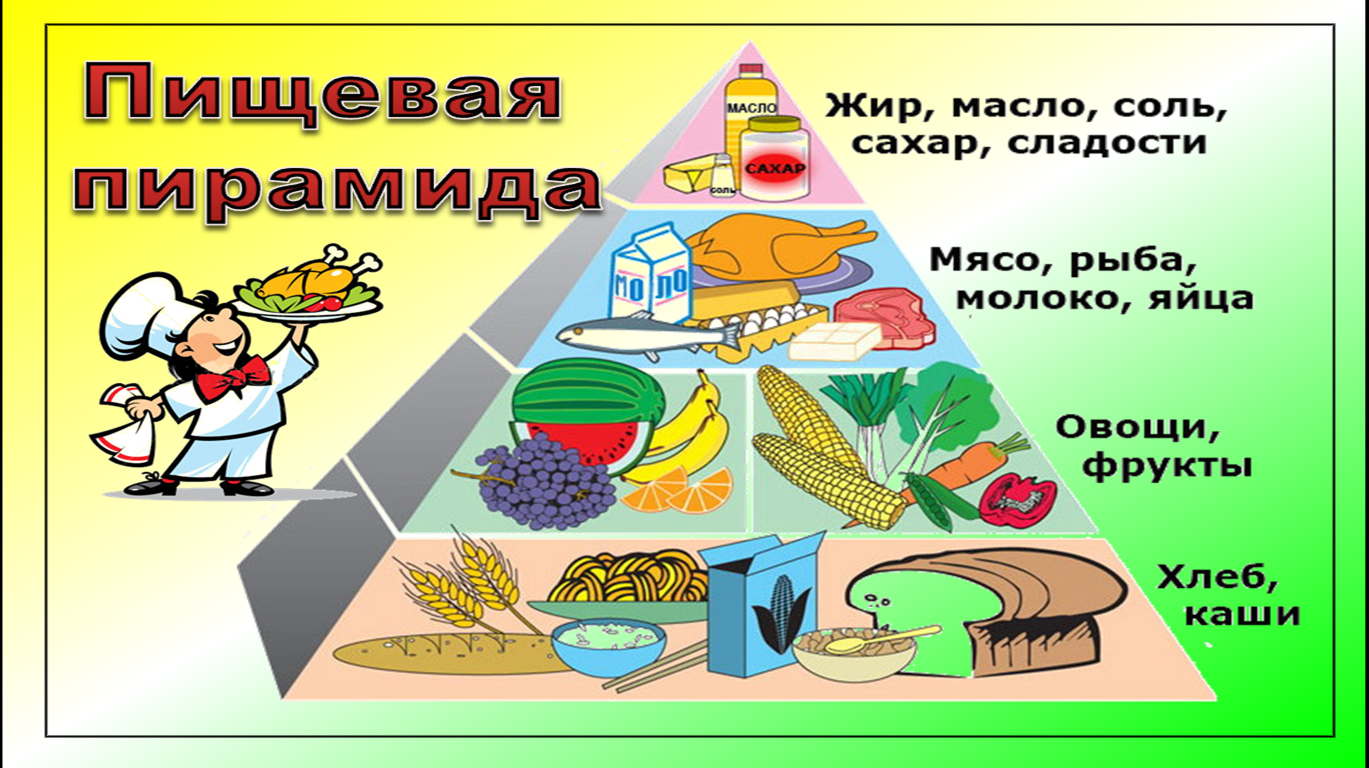 Пищевая
пирамида
МАСЛО
САХАР
СОЛЬ
Жир, масло, соль,
сахар, сладости
МО ЛО
Мясо, рыба,
молоко, яйца
Овощи,
фрукты
Хлеб,
каши